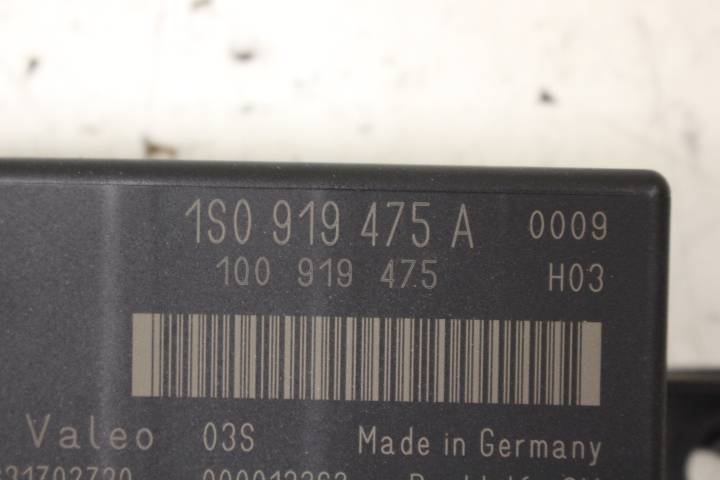 1S0 919 475 A 0009
1Q0 919 475 H03
Valeo 03S Made in Germany